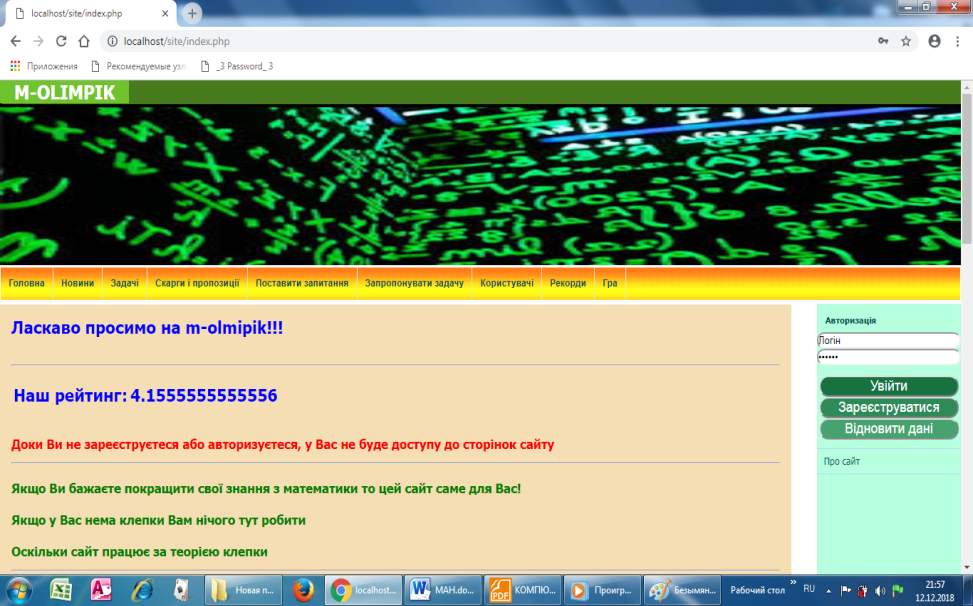 localhost/site/index.php
localhost/site/index.php
Приложения Рекомендуемые узл _3 Password_3
M-OLIMPIK
Головна Новини Задачі Скарги і пропозиції Поставити запитання Запропонувати задачу Користувачі Рекорди Гра
Ласкаво просимо на m-olmipik!!!
Наш рейтинг: 4.1555555555556
Доки Ви не зареєструєтеся або авторизуєтеся, у Вас не буде доступу до сторінок сайту
Якщо Ви бажаєте покращити свої знання з математики то цей сайт саме для Вас!
Якщо у Вас нема клепки Вам нічого тут робити
Оскільки сайт працює за теорією клепки
Авторизація
Логін
••••••
Увійти
Зареєструватися
Відновити дані
Про сайт
Новая п... localhost... МАН.do... КОМПЮ... Проигр... Безымян... Рабочий стол » RU 21:57
12.12.2018